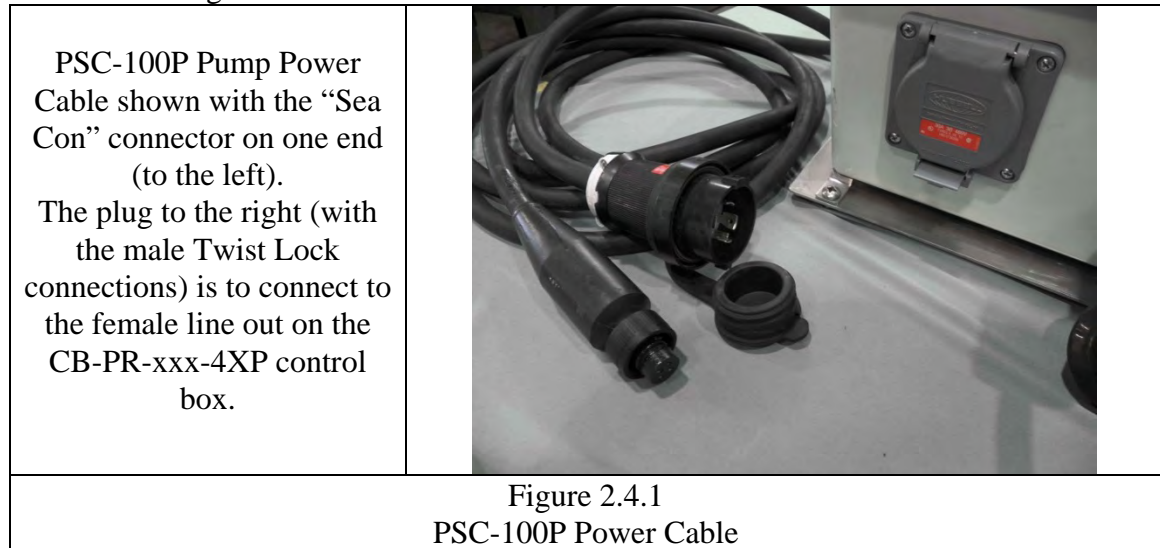 PSC-100P Pump Power
Cable shown with the “Sea
Con” connector on one end
(to the left).
The plug to the right (with
the male Twist Lock
connections) is to connect to
the female line out on the
CB-PR-xxx-4XP control
box.
Figure 2.4.1
PSC-100P Power Cable